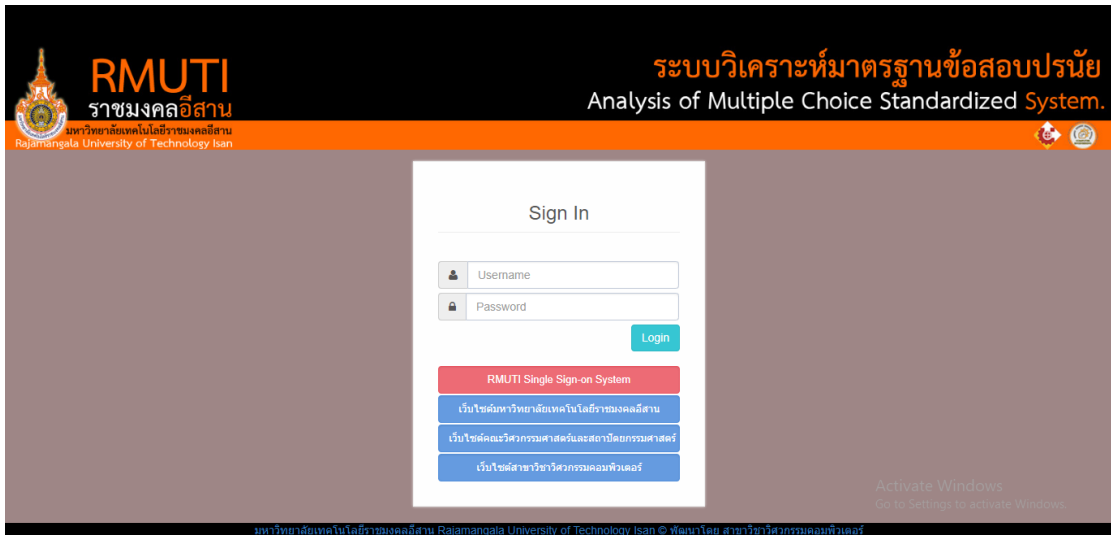 RMUTI
ราชมงคลอีสาน
มหาวิทยาลัยเทคโนโลยีราชมงคลอีสาน
Rajamangala University of Technology Isan
ระบบวิเคราะห์มาตรฐานข้อสอบปรนัย
Analysis of Multiple Choice Standardized System.
Sign In
Username
Password
Login
RMUTI Single Sign-on System
เว็บไซต์มหาวิทยาลัยเทคโนโลยีราชมงคลอีสาน
เว็บไซต์คณะวิศวกรรมศาสตร์และสถาปัตยกรรมศาสตร์
เว็บไซต์สาขาวิชาวิศวกรรมคอมพิวเตอร์
Activate Windows
Go to Settings to activate Windows.
มหาวิทยาลัยเทคโนโลยีราชมงคลอีสาน Rajamangala University of Technology Isan © พัฒนาโดย สาขาวิชาวิศวกรรมคอมพิวเตอร์